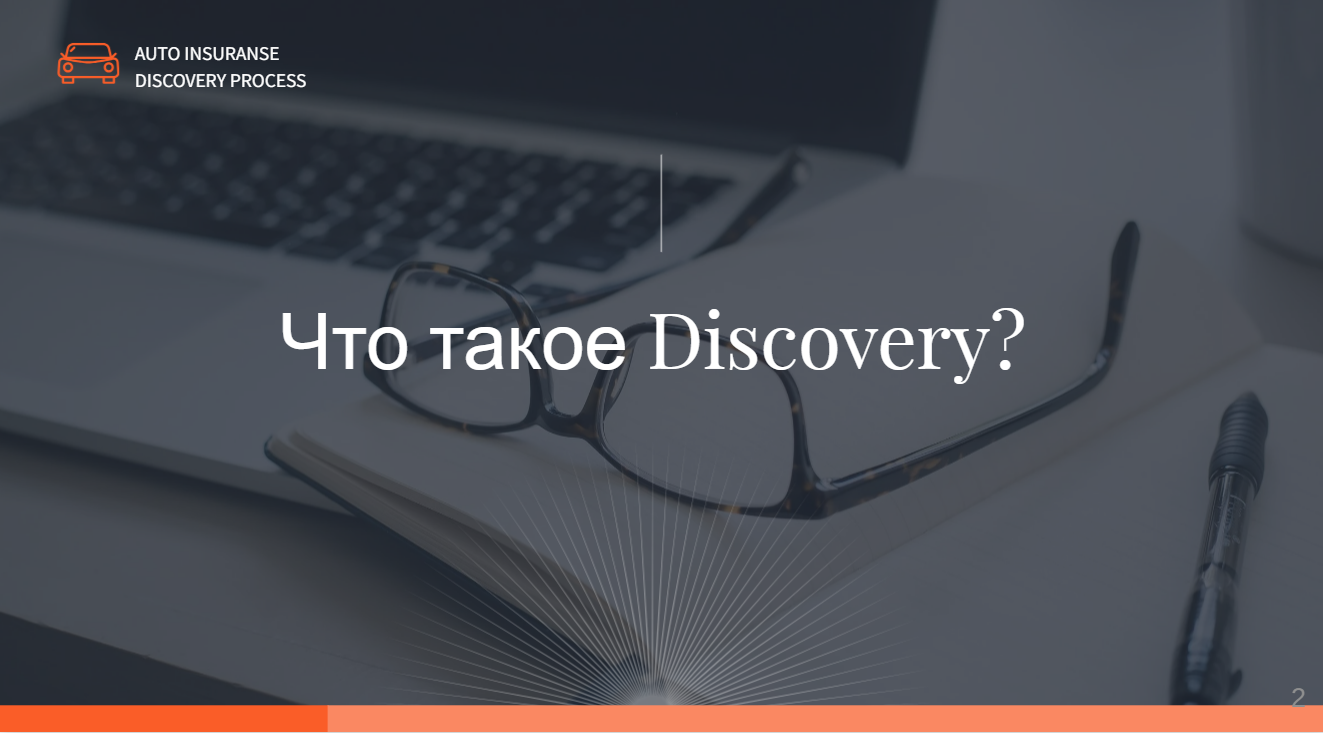 AUTO INSURANSE
DISCOVERY PROCESS
Что такое Discovery?
2